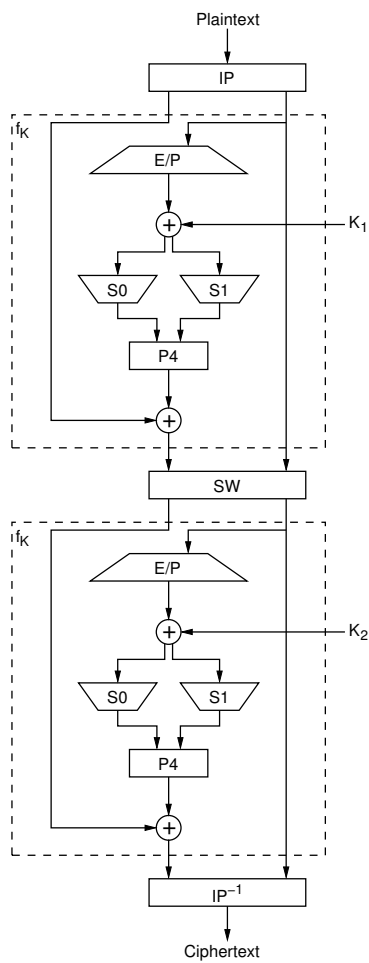 Plaintext
IP
fK
E/P
K1
S0 S1
P4
SW
fK
E/P
K2
S0 S1
P4
IP−1
Ciphertext